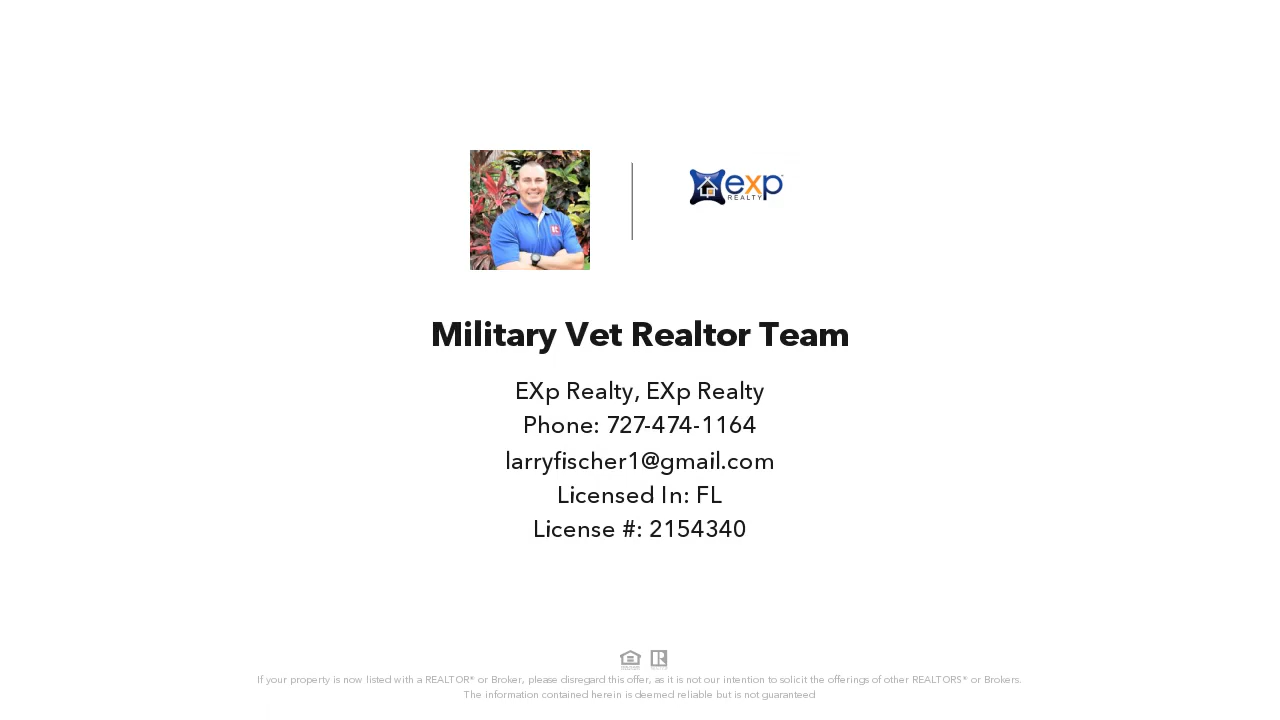 exp
REALTY
Military Vet Realtor Team
EXp Realty, EXp Realty
Phone: 727-474-1164
larryfischer1@gmail.com
Licensed In: FL
License #: 2154340
If your property is now listed with a REALTOR® or Broker, please disregard this offer, as it is not our intention to solicit the offerings of other REALTORS® or Brokers.
The information contained herein is deemed reliable but is not guaranteed